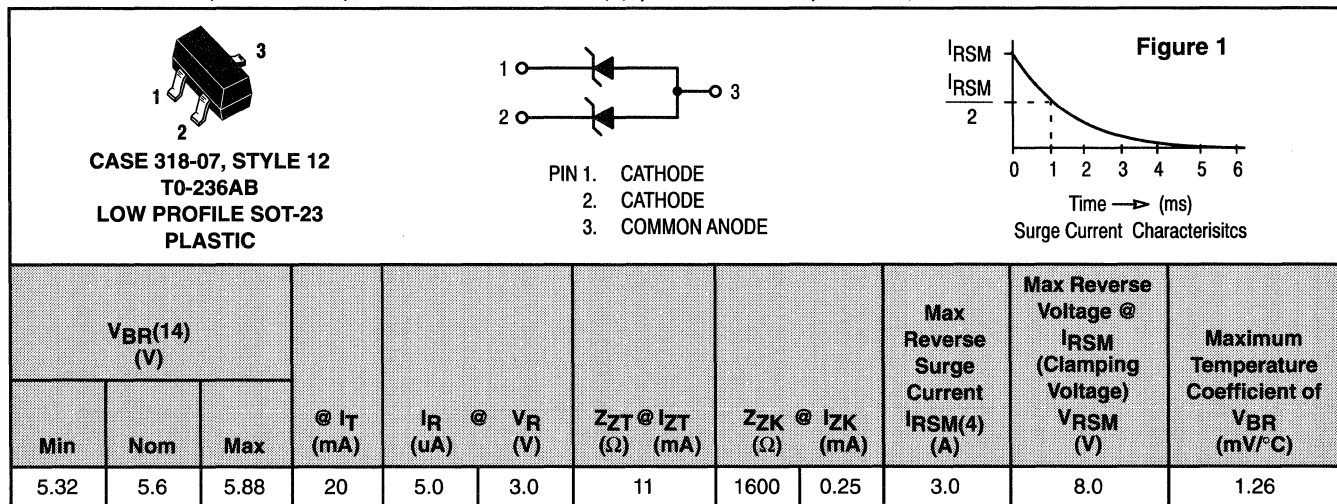 3
1
2
CASE 318-07, STYLE 12
T0-236AB
LOW PROFILE SOT-23
PLASTIC
1
2
3
PIN 1. CATHODE
2. CATHODE
3. COMMON ANODE
Figure 1
IRSM
IRSM
2
0 1 2 3 4 5 6
Time → (ms)
Surge Current Characterisitcs
VBR(14)
(V)
Min Nom Max
@ IT
(mA)
IR @ VR
(uA) (V)
ZZT @ IZT
(Ω) (mA)
ZZK @ IZK
(Ω) (mA)
Max
Reverse
Surge
Current
IRSM(4)
(A)
Max Reverse
Voltage @
IRSM
(Clamping
Voltage)
VRSM
(V)
Maximum
Temperature
Coefficient of
VBR
(mV/°C)
5.32 5.6 5.88 20 5.0 3.0 11 1600 0.25 3.0 8.0 1.26